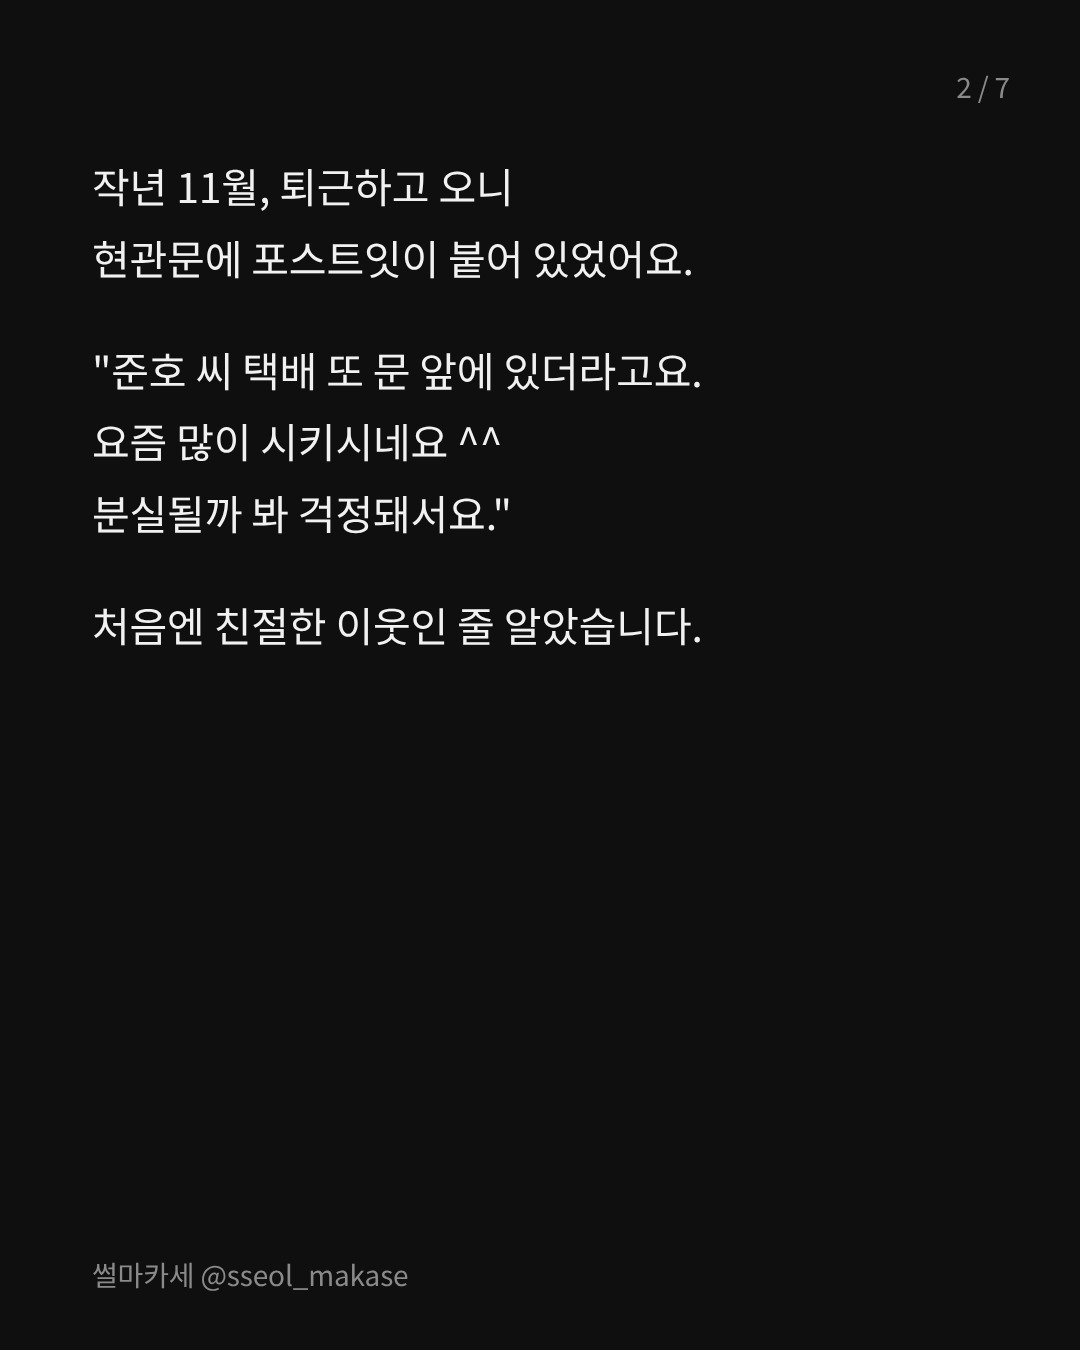 2 / 7
작년 11월, 퇴근하고 오니
현관문에 포스트잇이 붙어 있었어요.
"준호 씨 택배 또 문 앞에 있더라고요.
요즘 많이 시키시네요 ^^
분실될까 봐 걱정돼서요."
처음엔 친절한 이웃인 줄 알았습니다.
썰마카세 @sseol_makase